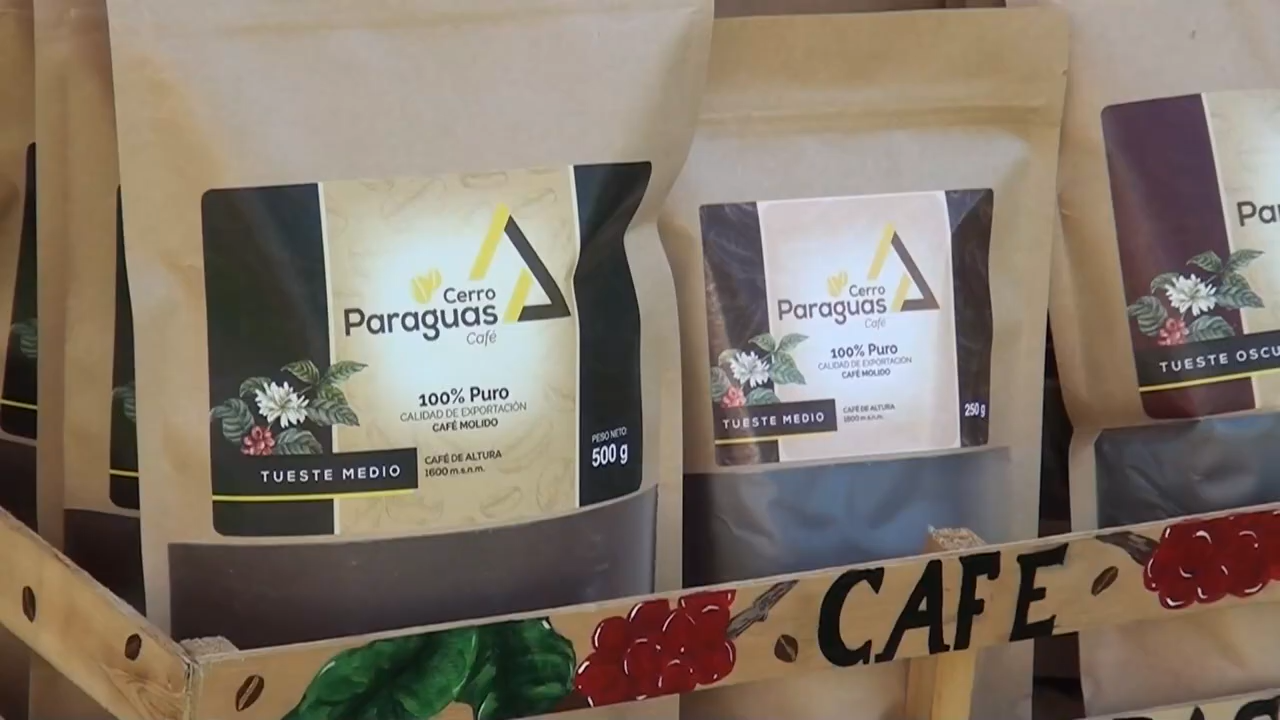 Cerro
Paraguas
Café
100% Puro
CALIDAD DE EXPORTACIÓN
CAFÉ MOLIDO
TUESTE MEDIO
CAFÉ DE ALTURA
1600 m.s.n.m.
PESO NETO:
500 g
Cerro
Paraguas
Café
100% Puro
CALIDAD DE EXPORTACIÓN
CAFÉ MOLIDO
TUESTE MEDIO
CAFÉ DE ALTURA
1600 m.s.n.m.
250 g
Pa
TUESTE OSCU
CAFE